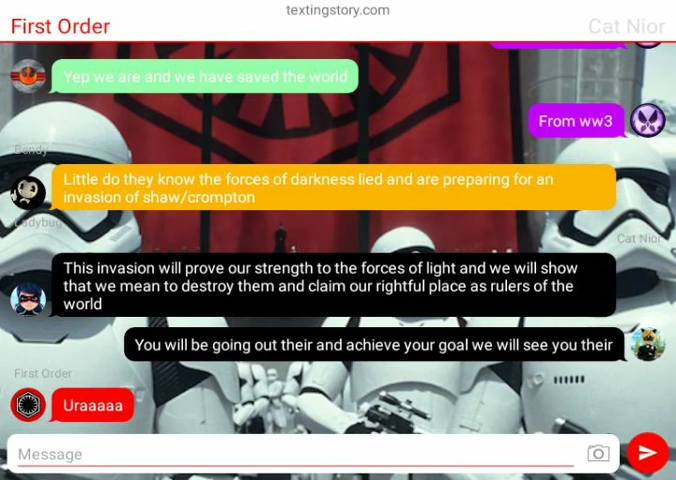 textingstory.com
First Order
Cat Nior
Yep we are and we have saved the world
From ww3
Bendy
Little do they know the forces of darkness lied and are preparing for an
invasion of shaw/crompton
Ladybug
Cat Nior
This invasion will prove our strength to the forces of light and we will show
that we mean to destroy them and claim our rightful place as rulers of the
world
You will be going out their and achieve your goal we will see you their
First Order
Uraaaaa
Message